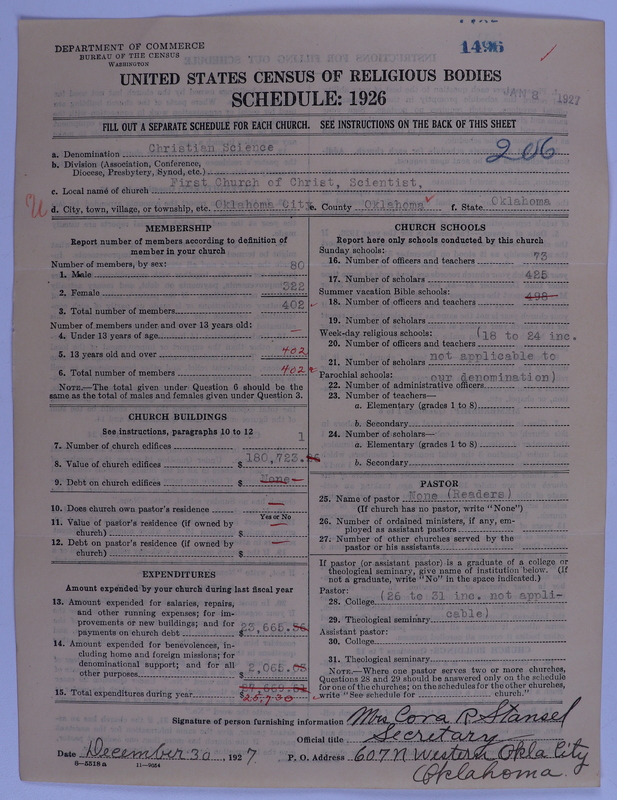 1496
DEPARTMENT OF COMMERCE
BUREAU OF THE CENSUS
WASHINGTON
UNITED STATES CENSUS OF RELIGIOUS BODIES
SCHEDULE: 1926
JAN 8 1927
FILL OUT A SEPARATE SCHEDULE FOR EACH CHURCH. SEE INSTRUCTIONS ON THE BACK OF THIS SHEET
206
a. Denomination Christian Science
b. Division (Association, Conference,
Diocese, Presbytery, Synod, etc.)
c. Local name of church First Church of Christ, Scientist,
d. City, town, village, or township, etc. Oklahoma City e. County Oklahoma f. State Oklahoma
MEMBERSHIP
Report number of members according to definition of
member in your church
Number of members, by sex:
1. Male 80
2. Female 322
3. Total number of members 402
Number of members under and over 13 years old:
4. Under 13 years of age —
5. 13 years old and over 402
6. Total number of members 402
NOTE.—The total given under Question 6 should be the
same as the total of males and females given under Question 3.
CHURCH BUILDINGS
See instructions, paragraphs 10 to 12
7. Number of church edifices 1
8. Value of church edifices $ 180,723.
9. Debt on church edifices $ None
10. Does church own pastor's residence —
Yes or No
11. Value of pastor's residence (if owned by
church) $ —
12. Debt on pastor's residence (if owned by
church) $ —
EXPENDITURES
Amount expended by your church during last fiscal year
13. Amount expended for salaries, repairs,
and other running expenses; for im-
provements or new buildings; and for
payments on church debt $ 23,665.
14. Amount expended for benevolences, in-
cluding home and foreign missions; for
denominational support; and for all
other purposes $ 2,065.
15. Total expenditures during year $ 25,730
CHURCH SCHOOLS
Report here only schools conducted by this church
Sunday schools:
16. Number of officers and teachers 73
17. Number of scholars 425
Summer vacation Bible schools:
18. Number of officers and teachers 498
19. Number of scholars
Week-day religious schools: (18 to 24 inc.
20. Number of officers and teachers
21. Number of scholars not applicable to
Parochial schools: our denomination)
22. Number of administrative officers
23. Number of teachers—
a. Elementary (grades 1 to 8)
b. Secondary
24. Number of scholars—
a. Elementary (grades 1 to 8)
b. Secondary
PASTOR
25. Name of pastor None (Readers)
(If church has no pastor, write "None")
26. Number of ordained ministers, if any, em-
ployed as assistant pastors
27. Number of other churches served by the
pastor or his assistants
If pastor (or assistant pastor) is a graduate of a college or
theological seminary, give name of institution below. (If
not a graduate, write "No" in the space indicated.)
Pastor: (26 to 31 inc. not appli-
28. College
29. Theological seminary cable)
Assistant pastor:
30. College
31. Theological seminary
NOTE.—Where one pastor serves two or more churches,
Questions 28 and 29 should be answered only on the schedule
for one of the churches; on the schedules for the other churches,
write "See schedule for church."
Signature of person furnishing information Mrs. Cora R. Stansel
Official title Secretary
Date December 30, 1927 P. O. Address 607 N Western Okla City
Oklahoma.
8-5518 a 11-9054